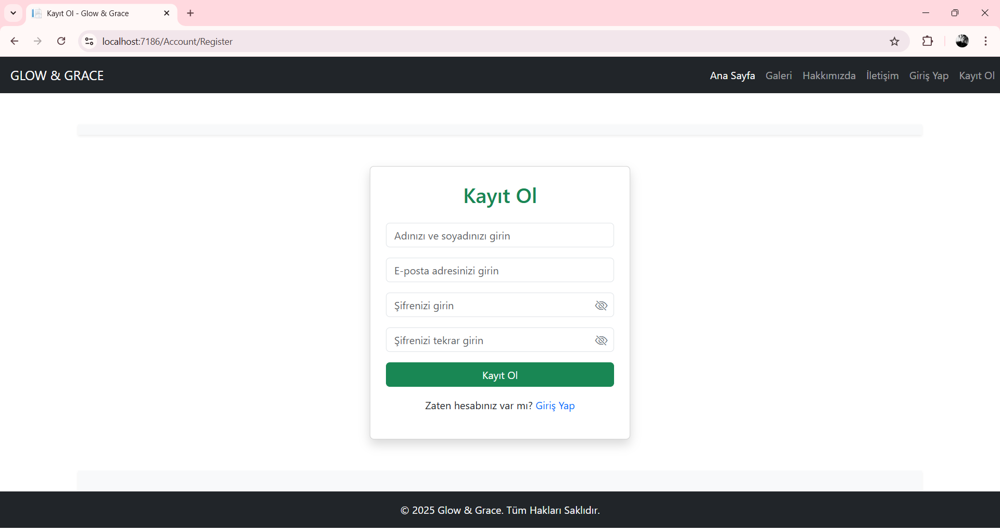 Kayıt Ol - Glow & Grace
localhost:7186/Account/Register
GLOW & GRACE
Ana Sayfa Galeri Hakkımızda İletişim Giriş Yap Kayıt Ol
Kayıt Ol
Adınızı ve soyadınızı girin
E-posta adresinizi girin
Şifrenizi girin
Şifrenizi tekrar girin
Kayıt Ol
Zaten hesabınız var mı? Giriş Yap
© 2025 Glow & Grace. Tüm Hakları Saklıdır.